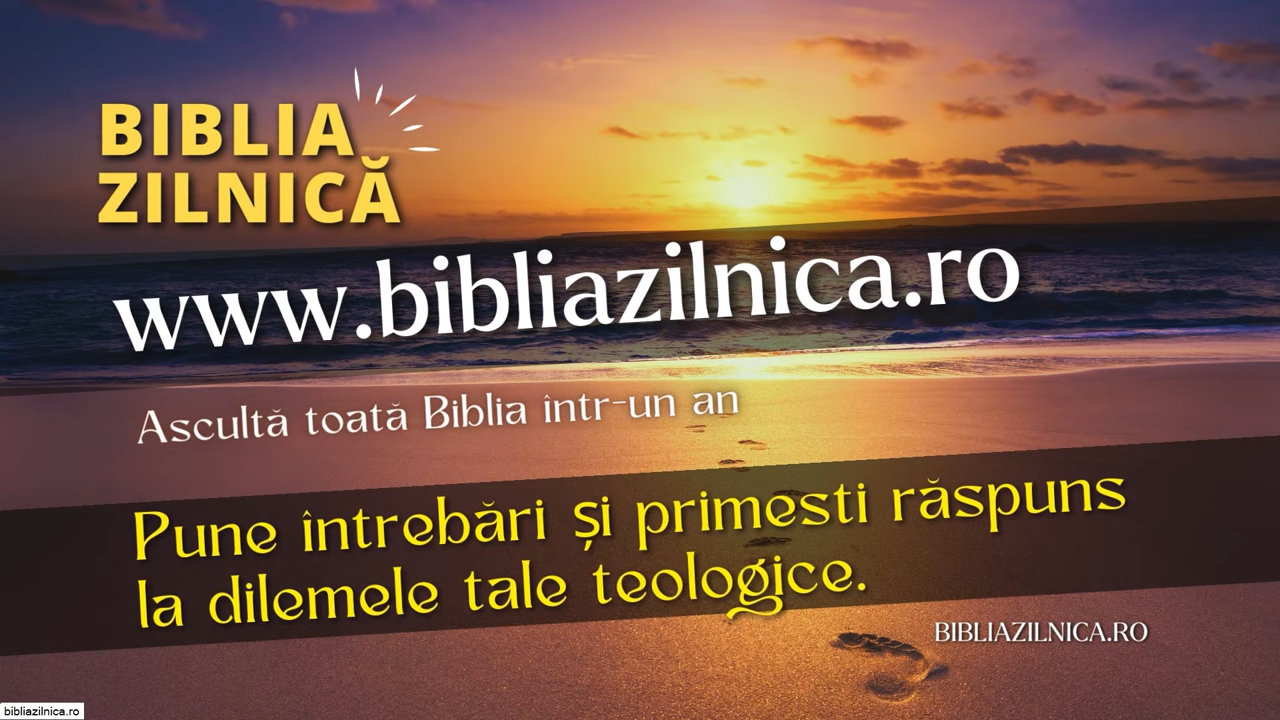 BIBLIA
ZILNICĂ
www.bibliazilnica.ro
Ascultă toată Biblia într-un an
Pune întrebări și primesti răspuns
la dilemele tale teologice.
BIBLIAZILNICA.RO
bibliazilnica.ro